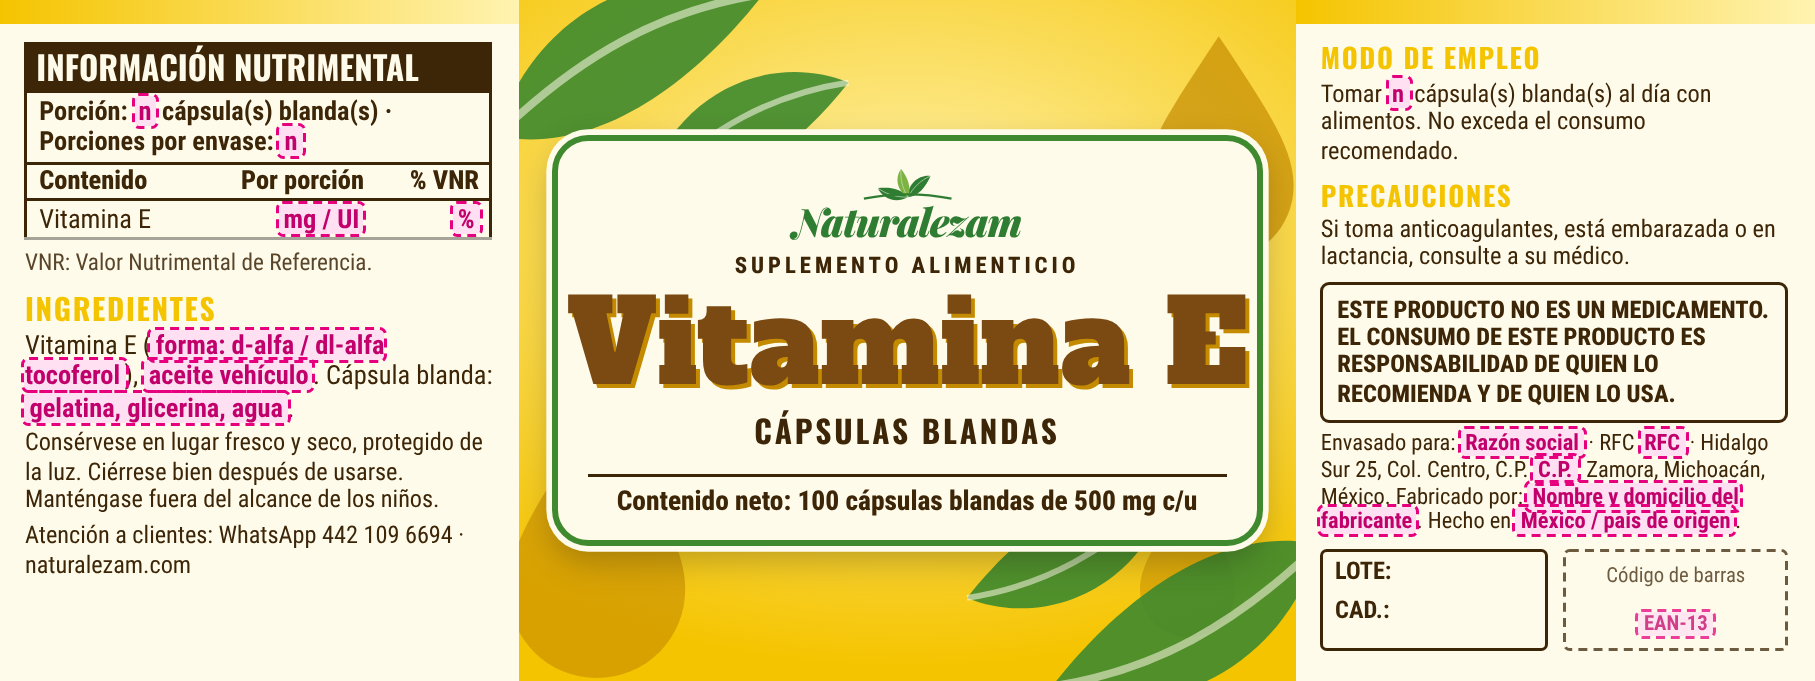 INFORMACIÓN NUTRIMENTAL
Porción: n cápsula(s) blanda(s) ·
Porciones por envase: n
Contenido Por porción % VNR
Vitamina E mg / UI %
VNR: Valor Nutrimental de Referencia.
INGREDIENTES
Vitamina E (forma: d-alfa / dl-alfa
tocoferol), aceite vehículo. Cápsula blanda:
gelatina, glicerina, agua.
Consérvese en lugar fresco y seco, protegido de
la luz. Ciérrese bien después de usarse.
Manténgase fuera del alcance de los niños.
Atención a clientes: WhatsApp 442 109 6694 ·
naturalezam.com
Naturalezam
SUPLEMENTO ALIMENTICIO
Vitamina E
CÁPSULAS BLANDAS
Contenido neto: 100 cápsulas blandas de 500 mg c/u
MODO DE EMPLEO
Tomar n cápsula(s) blanda(s) al día con
alimentos. No exceda el consumo
recomendado.
PRECAUCIONES
Si toma anticoagulantes, está embarazada o en
lactancia, consulte a su médico.
ESTE PRODUCTO NO ES UN MEDICAMENTO.
EL CONSUMO DE ESTE PRODUCTO ES
RESPONSABILIDAD DE QUIEN LO
RECOMIENDA Y DE QUIEN LO USA.
Envasado para: Razón social · RFC RFC · Hidalgo
Sur 25, Col. Centro, C.P. C.P. Zamora, Michoacán,
México. Fabricado por: Nombre y domicilio del
fabricante. Hecho en México / país de origen.
LOTE:
CAD.:
Código de barras
EAN-13